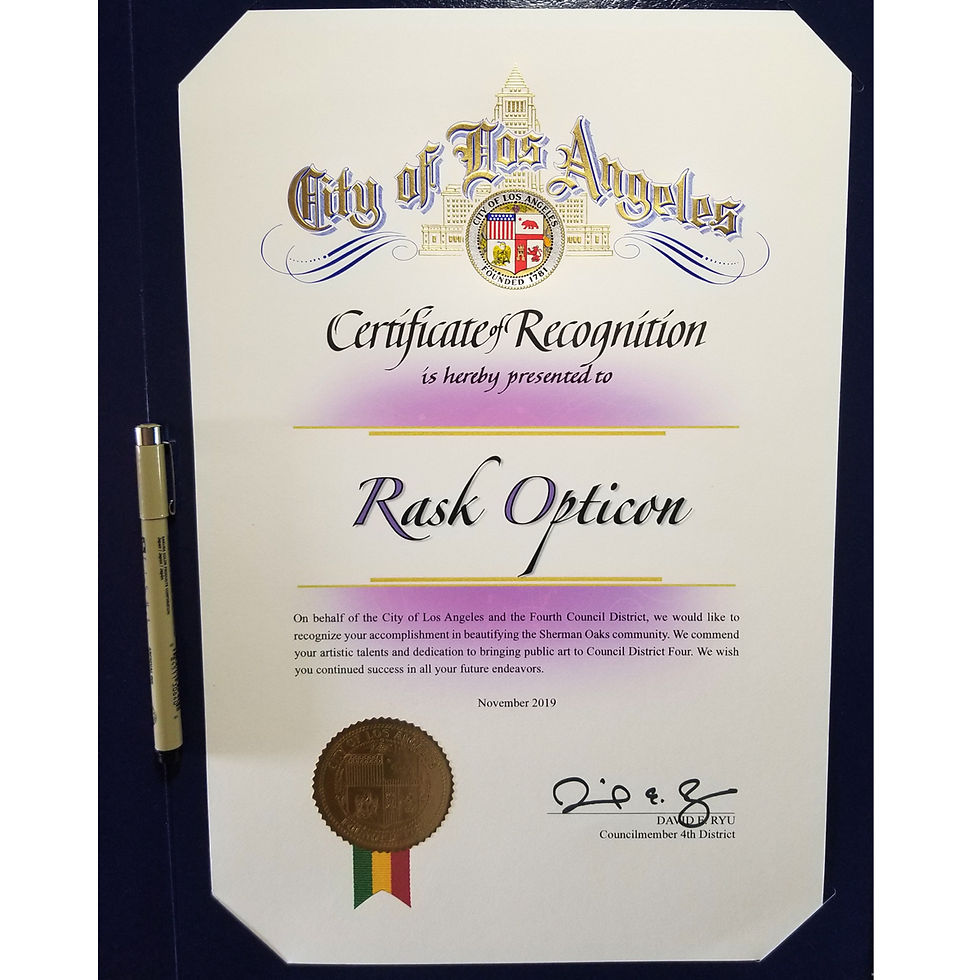 City of Los Angeles
CITY OF LOS ANGELES
FOUNDED 1781
Certificate of Recognition
is hereby presented to
Rask Opticon
On behalf of the City of Los Angeles and the Fourth Council District, we would like to
recognize your accomplishment in beautifying the Sherman Oaks community. We commend
your artistic talents and dedication to bringing public art to Council District Four. We wish
you continued success in all your future endeavors.
November 2019
CITY OF LOS ANGELES
DAVID E. RYU
Councilmember 4th District